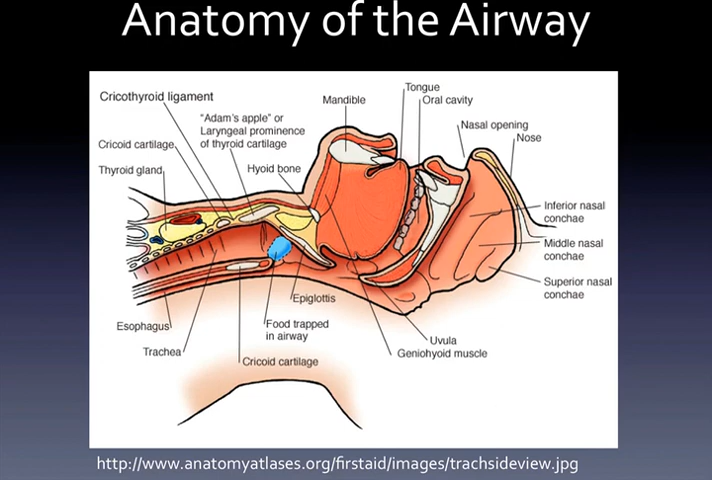 Anatomy of the Airway
Tongue
Mandible
Oral cavity
Cricothyroid ligament
"Adam's apple" or
Laryngeal prominence
of thyroid cartilage
Nasal opening
Nose
Cricoid cartilage
Thyroid gland
Hyoid bone
Inferior nasal
conchae
Middle nasal
conchae
Superior nasal
conchae
Epiglottis
Esophagus
Food trapped
in airway
Uvula
Trachea
Geniohyoid muscle
Cricoid cartilage
http://www.anatomyatlases.org/firstaid/images/trachsideview.jpg